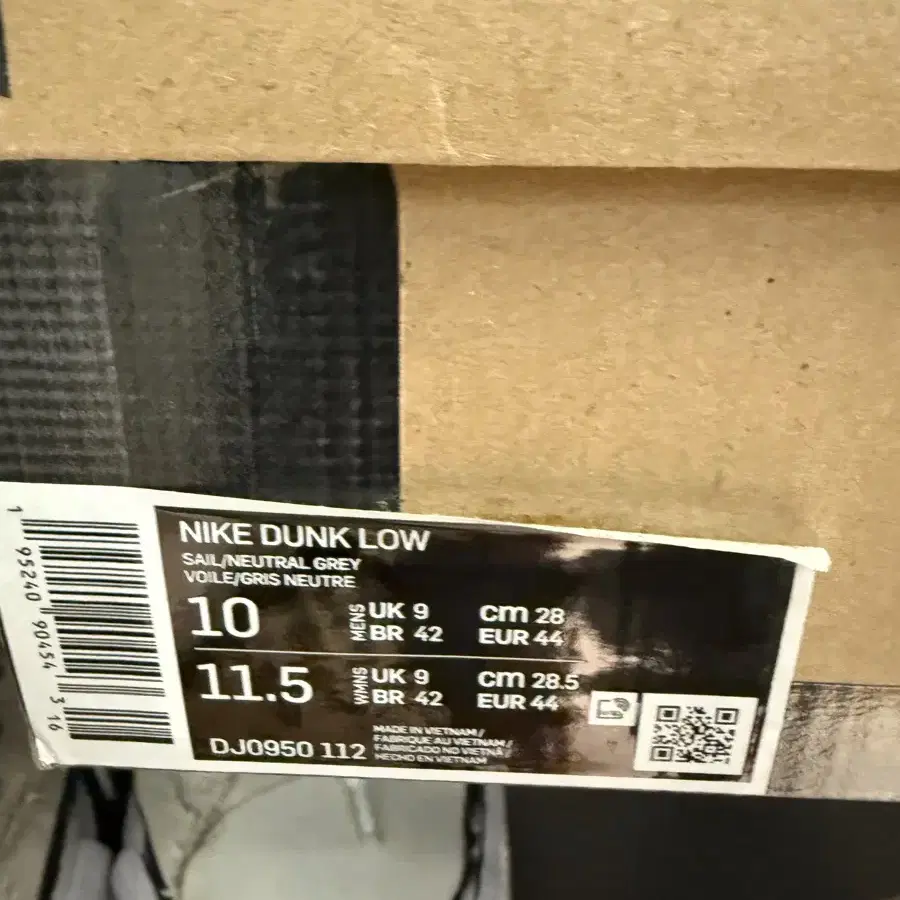 1 95240 90454 3 16
NIKE DUNK LOW
SAIL/NEUTRAL GREY
VOILE/GRIS NEUTRE
10 MENS UK 9 cm 28
BR 42 EUR 44
11.5 WMNS UK 9 cm 28.5
BR 42 EUR 44
DJ0950 112
MADE IN VIETNAM/
FABRIQUE AU VIETNAM/
FABRICADO NO VIETNÃ
HECHO EN VIETNAM